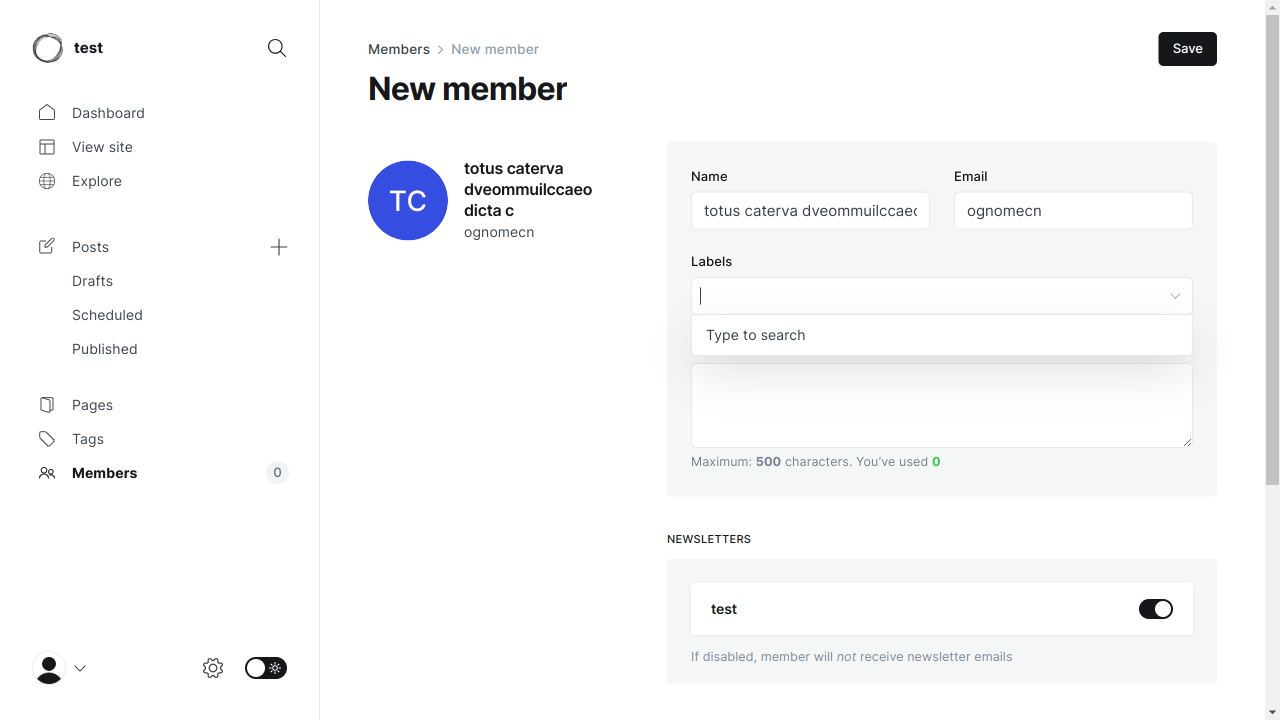 test
Dashboard
View site
Explore
Posts
Drafts
Scheduled
Published
Pages
Tags
Members 0
Members New member
Save
New member
TC
totus caterva
dveommuilccaeo
dicta c
ognomecn
Name Email
totus caterva dveommuilccaeo ognomecn
Labels
Type to search
Maximum: 500 characters. You’ve used 0
NEWSLETTERS
test
If disabled, member will not receive newsletter emails